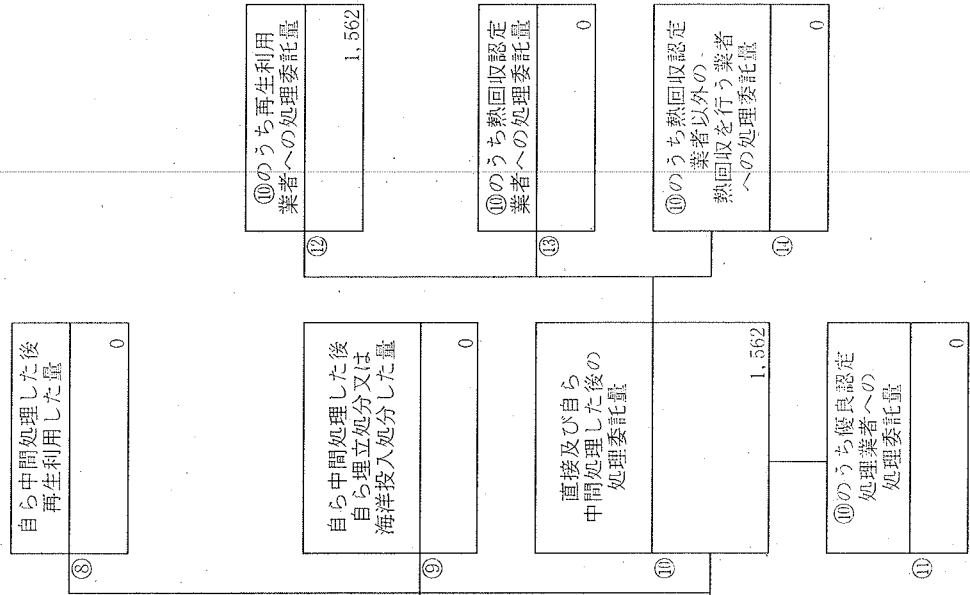 ⑧
自ら中間処理した後
再生利用した量
0
⑨
自ら中間処理した後
自ら埋立処分又は
海洋投入処分した量
0
⑩
直接及び自ら
中間処理した後の
処理委託量
1,562
⑪
⑩のうち優良認定
処理業者への
処理委託量
0
⑫
⑩のうち再生利用
業者への処理委託量
1,562
⑬
⑩のうち熱回収認定
業者への処理委託量
0
⑭
⑩のうち熱回収認定
業者以外の
熱回収を行う業者
への処理委託量
0